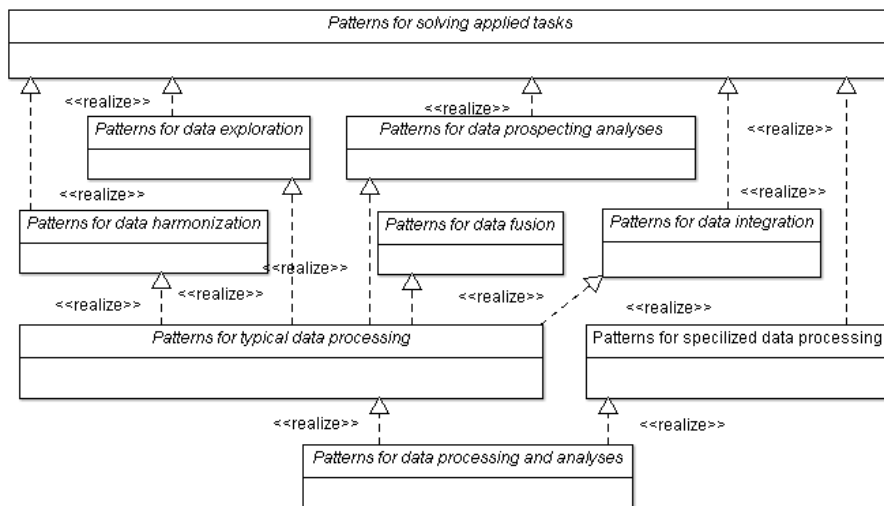 Patterns for solving applied tasks
<<realize>>
<<realize>>
Patterns for data exploration
Patterns for data prospecting analyses
<<realize>>
<<realize>>
<<realize>>
Patterns for data harmonization
Patterns for data fusion
Patterns for data integration
<<realize>>
<<realize>>
<<realize>>
<<realize>>
<<realize>>
Patterns for typical data processing
Patterns for specilized data processing
<<realize>>
<<realize>>
Patterns for data processing and analyses